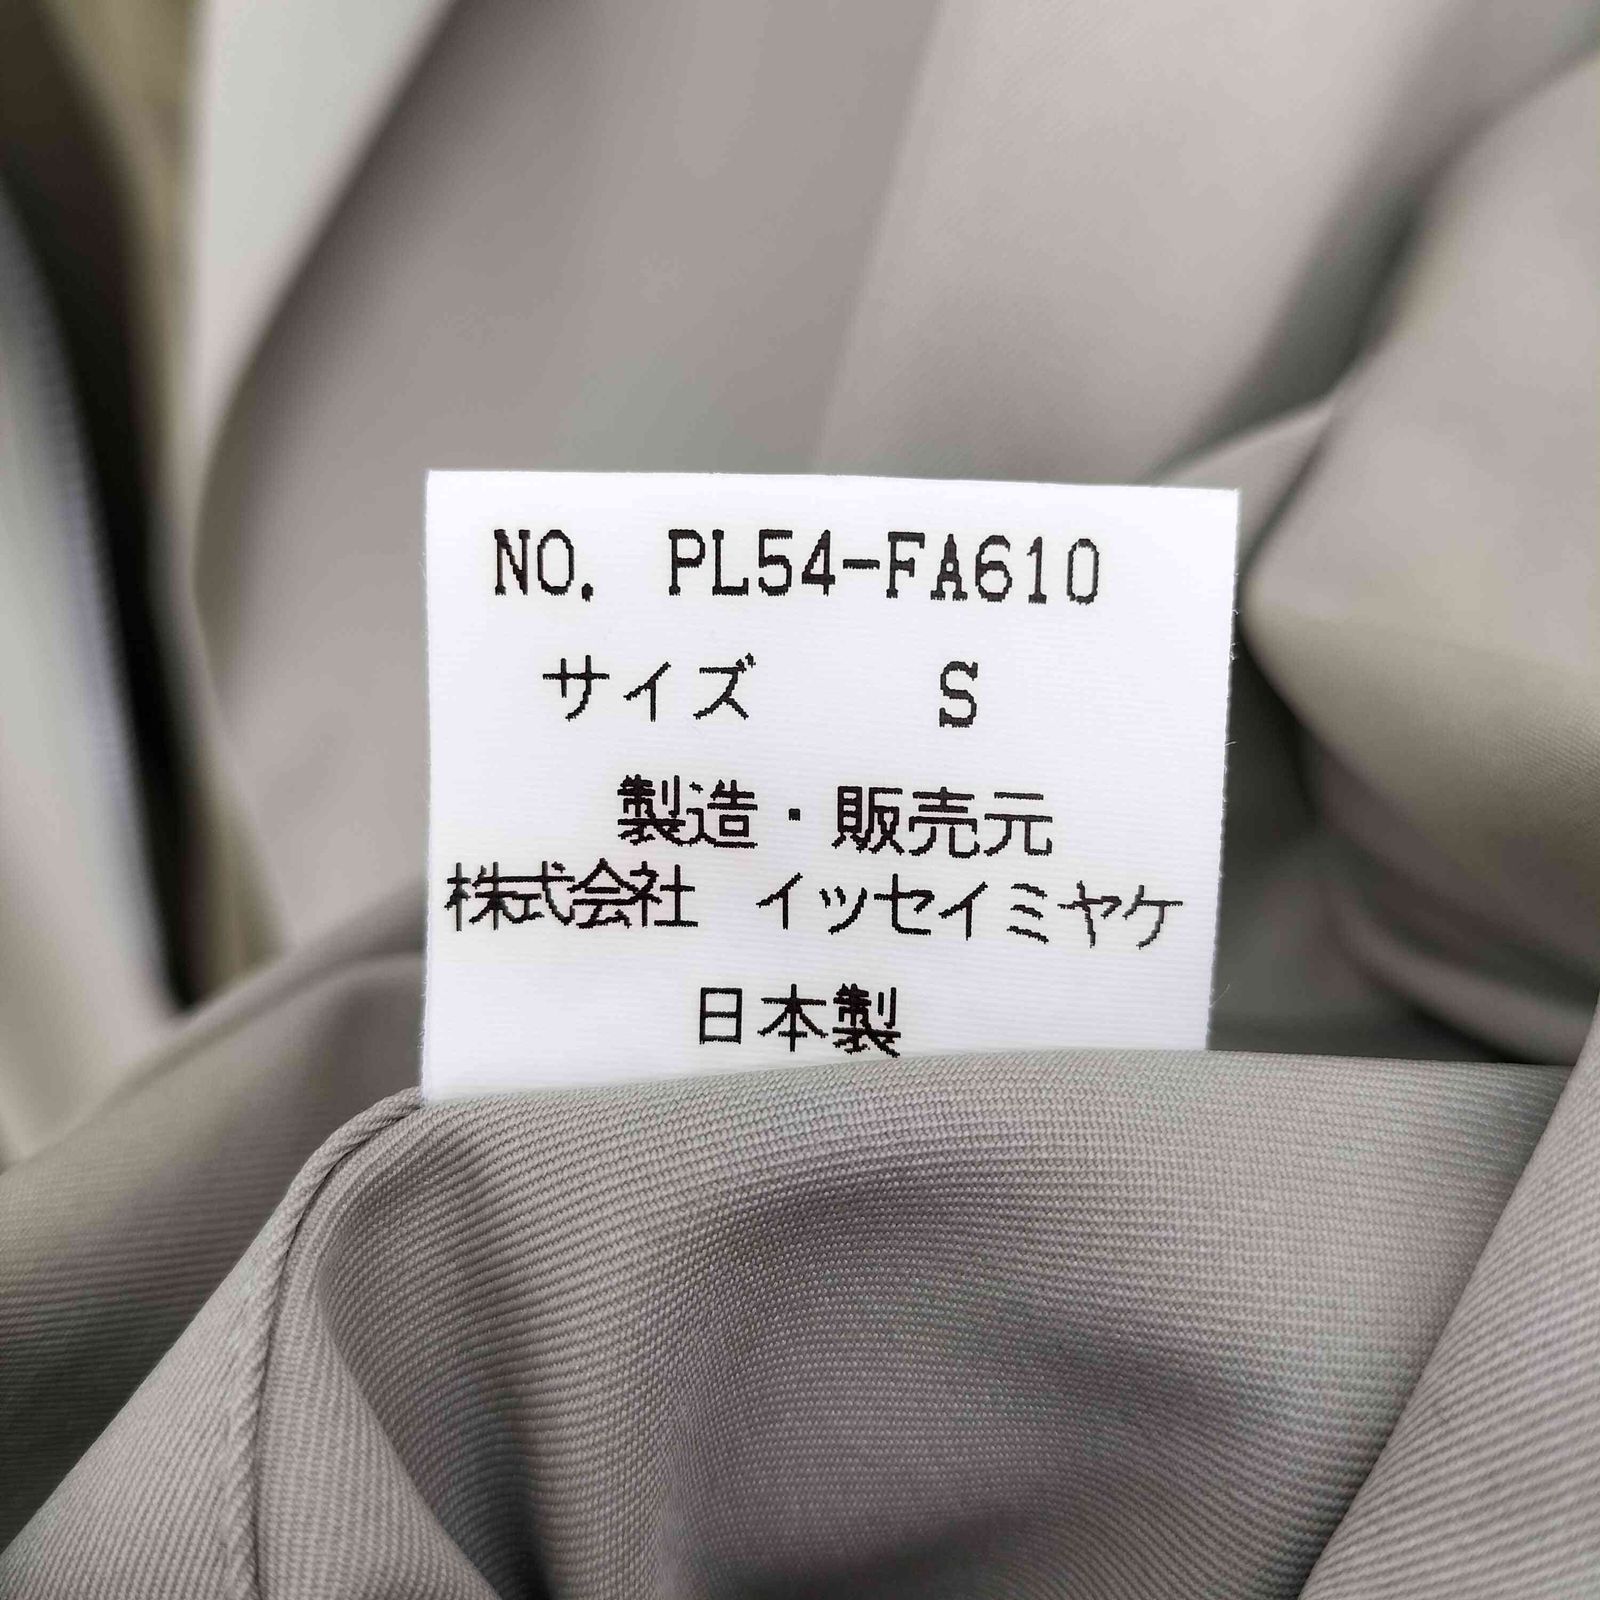 NO. PL54-FA610
サイズ S
製造・販売元
株式会社 イッセイミヤケ
日本製